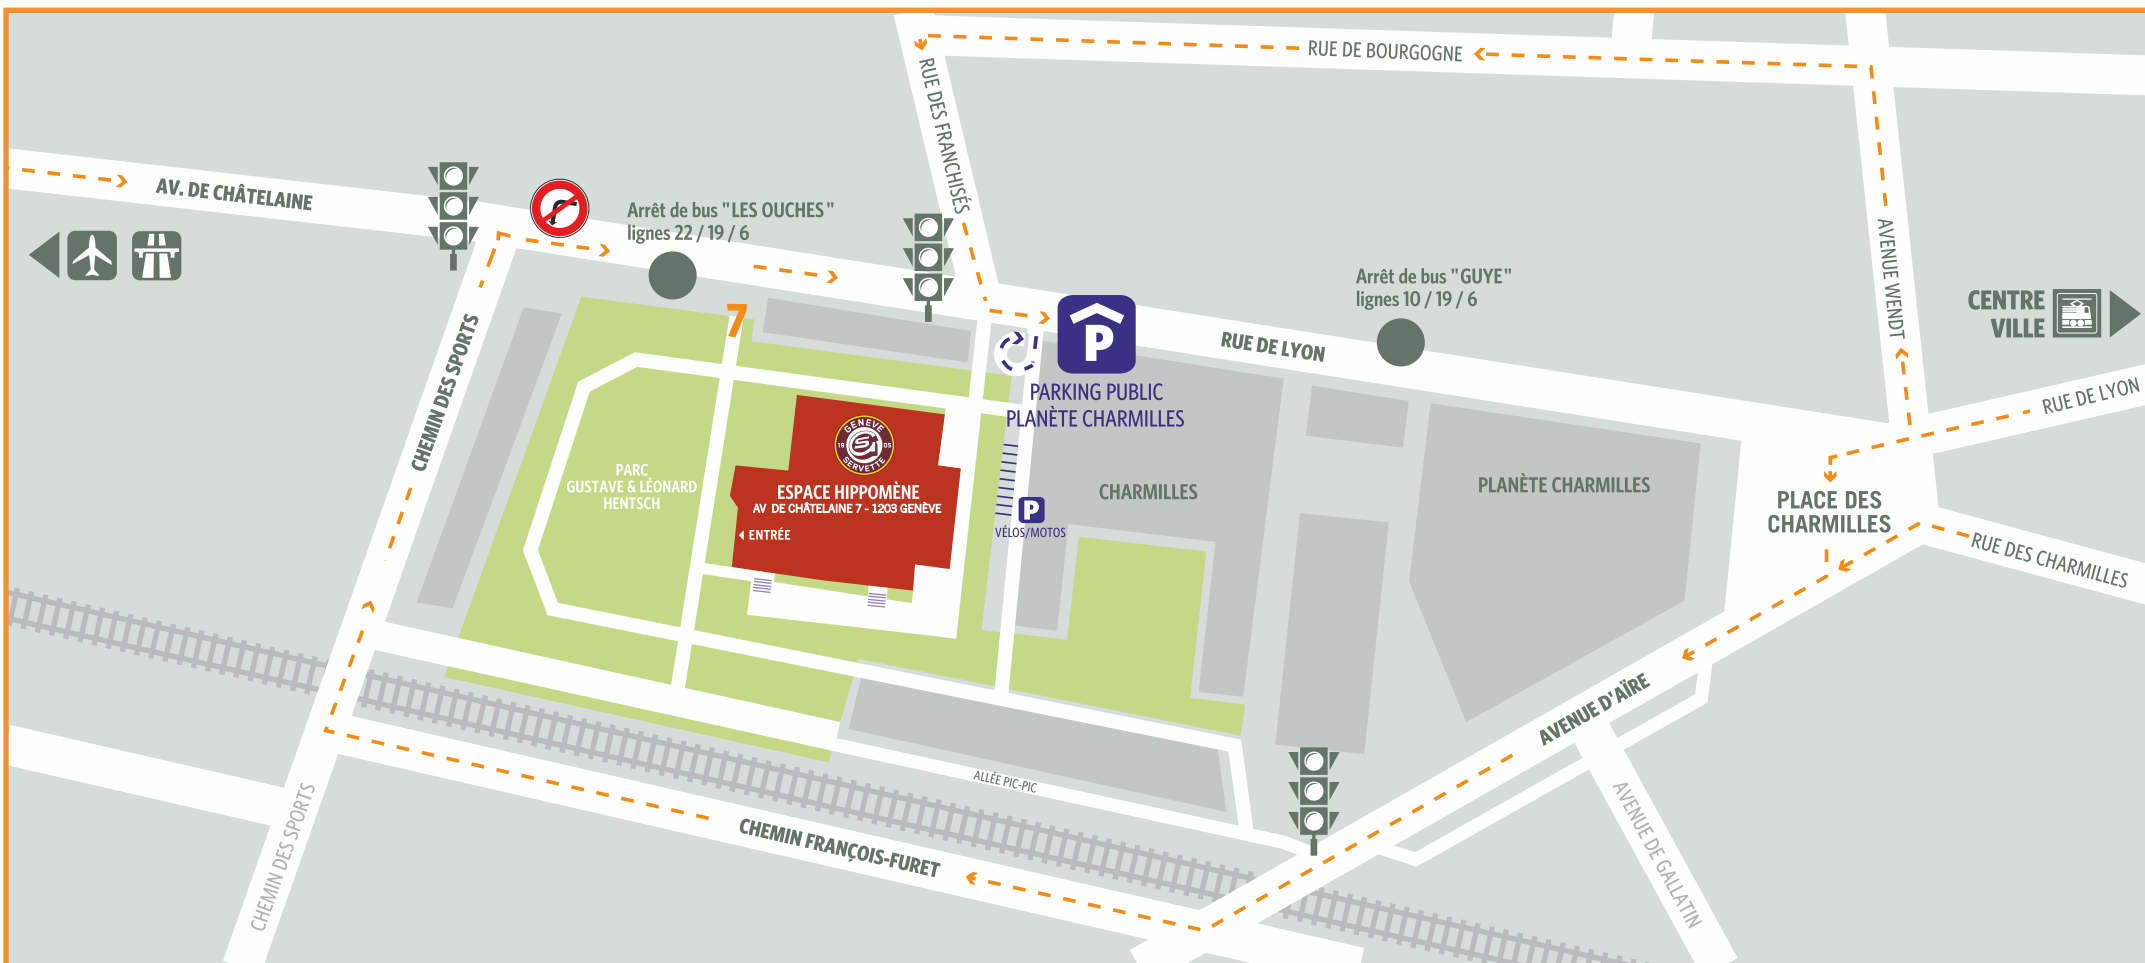 RUE DE BOURGOGNE
RUE DES FRANCHISÉS
AV. DE CHÂTELAINE
Arrêt de bus "LES OUCHES"
lignes 22 / 19 / 6
7
Arrêt de bus "GUYE"
lignes 10 / 19 / 6
AVENUE WENDT
CENTRE
VILLE
P
RUE DE LYON
PARKING PUBLIC
PLANÈTE CHARMILLES
RUE DE LYON
CHEMIN DES SPORTS
GENEVE
19 05
SERVETTE
PARC
GUSTAVE & LÉONARD
HENTSCH
ESPACE HIPPOMÈNE
AV DE CHÂTELAINE 7 - 1203 GENÈVE
ENTRÉE
P
VÉLOS/MOTOS
CHARMILLES
PLANÈTE CHARMILLES
PLACE DES
CHARMILLES
RUE DES CHARMILLES
AVENUE D'AÏRE
ALLÉE PIC-PIC
CHEMIN FRANÇOIS-FURET
CHEMIN DES SPORTS
AVENUE DE GALLATIN